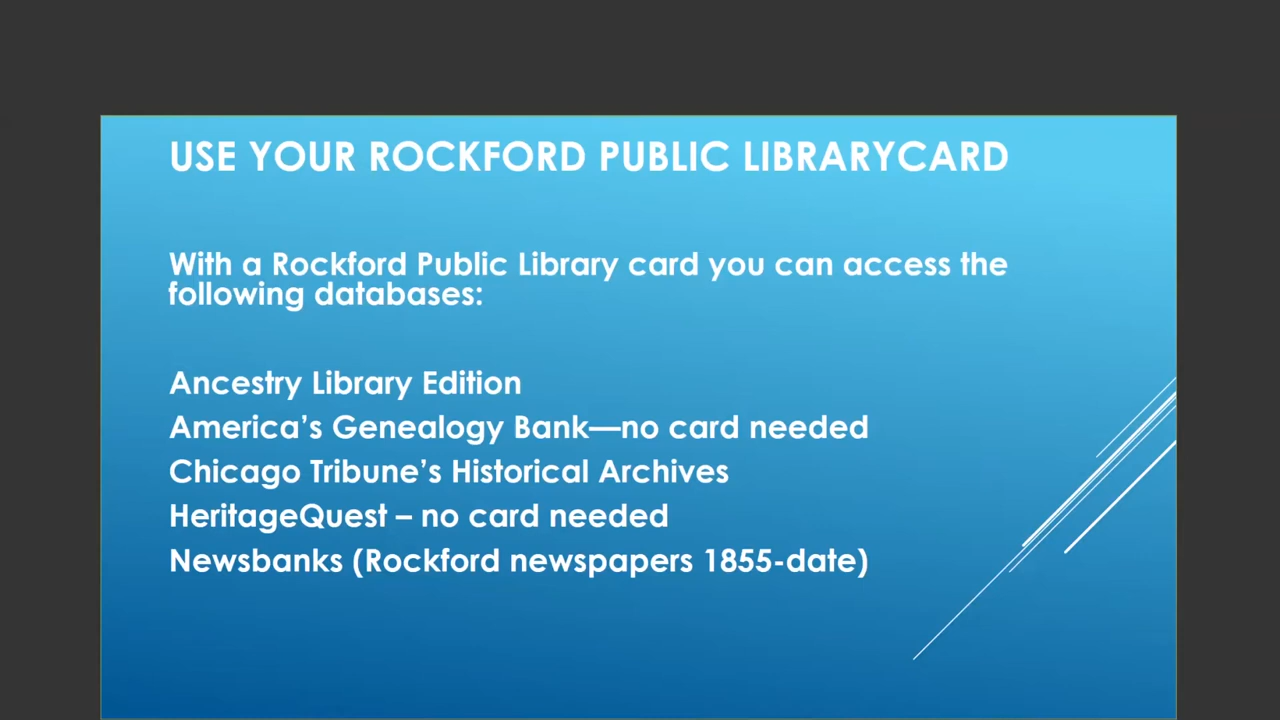 USE YOUR ROCKFORD PUBLIC LIBRARYCARD
With a Rockford Public Library card you can access the
following databases:
Ancestry Library Edition
America’s Genealogy Bank—no card needed
Chicago Tribune’s Historical Archives
HeritageQuest – no card needed
Newsbanks (Rockford newspapers 1855-date)